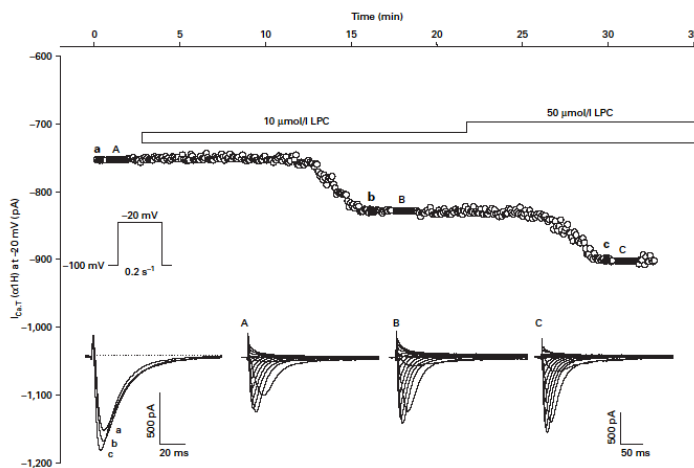 Time (min)
0 5 10 15 20 25 30 35
−600
50 μmol/l LPC
−700
10 μmol/l LPC
a A
−800
b B
−20 mV
c C
−900
−100 mV
0.2 s⁻¹
I Ca,T (α1H) at −20 mV (pA)
−1,000
A B C
−1,100
a
b
c
500 pA
20 ms
500 pA
50 ms
−1,200